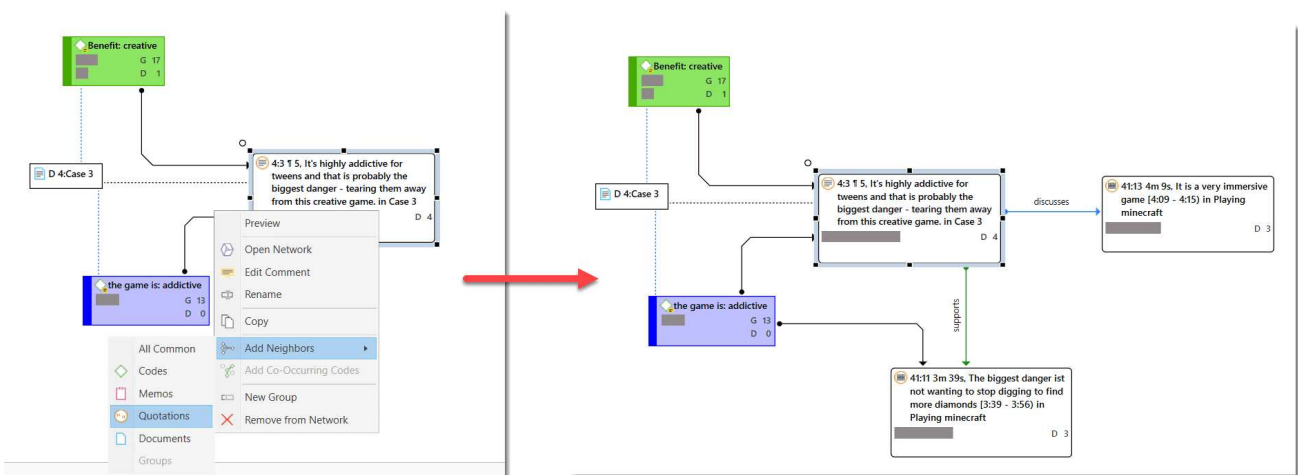 Benefit: creative
G 17
D 1
D 4:Case 3
4:3 ¶ 5, It's highly addictive for
tweens and that is probably the
biggest danger - tearing them away
from this creative game. in Case 3
D 4
the game is: addictive
G 13
D 0
Preview
Open Network
Edit Comment
Rename
Copy
Add Neighbors
Add Co-Occurring Codes
New Group
Remove from Network
All Common
Codes
Memos
Quotations
Documents
Groups
Benefit: creative
G 17
D 1
D 4:Case 3
4:3 ¶ 5, It's highly addictive for
tweens and that is probably the
biggest danger - tearing them away
from this creative game. in Case 3
D 4
discusses
41:13 4m 9s, It is a very immersive
game [4:09 - 4:15) in Playing
minecraft
D 3
the game is: addictive
G 13
D 0
supports
41:11 3m 39s, The biggest danger ist
not wanting to stop digging to find
more diamonds [3:39 - 3:56) in
Playing minecraft
D 3